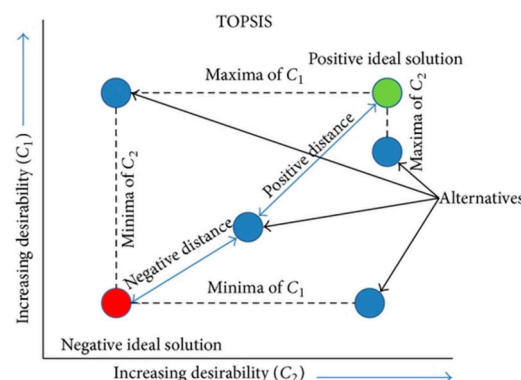 TOPSIS
Positive ideal solution
Maxima of C₁
Maxima of C₂
Increasing desirability (C₁)
Minima of C₂
Positive distance
Alternatives
Negative distance
Minima of C₁
Negative ideal solution
Increasing desirability (C₂)